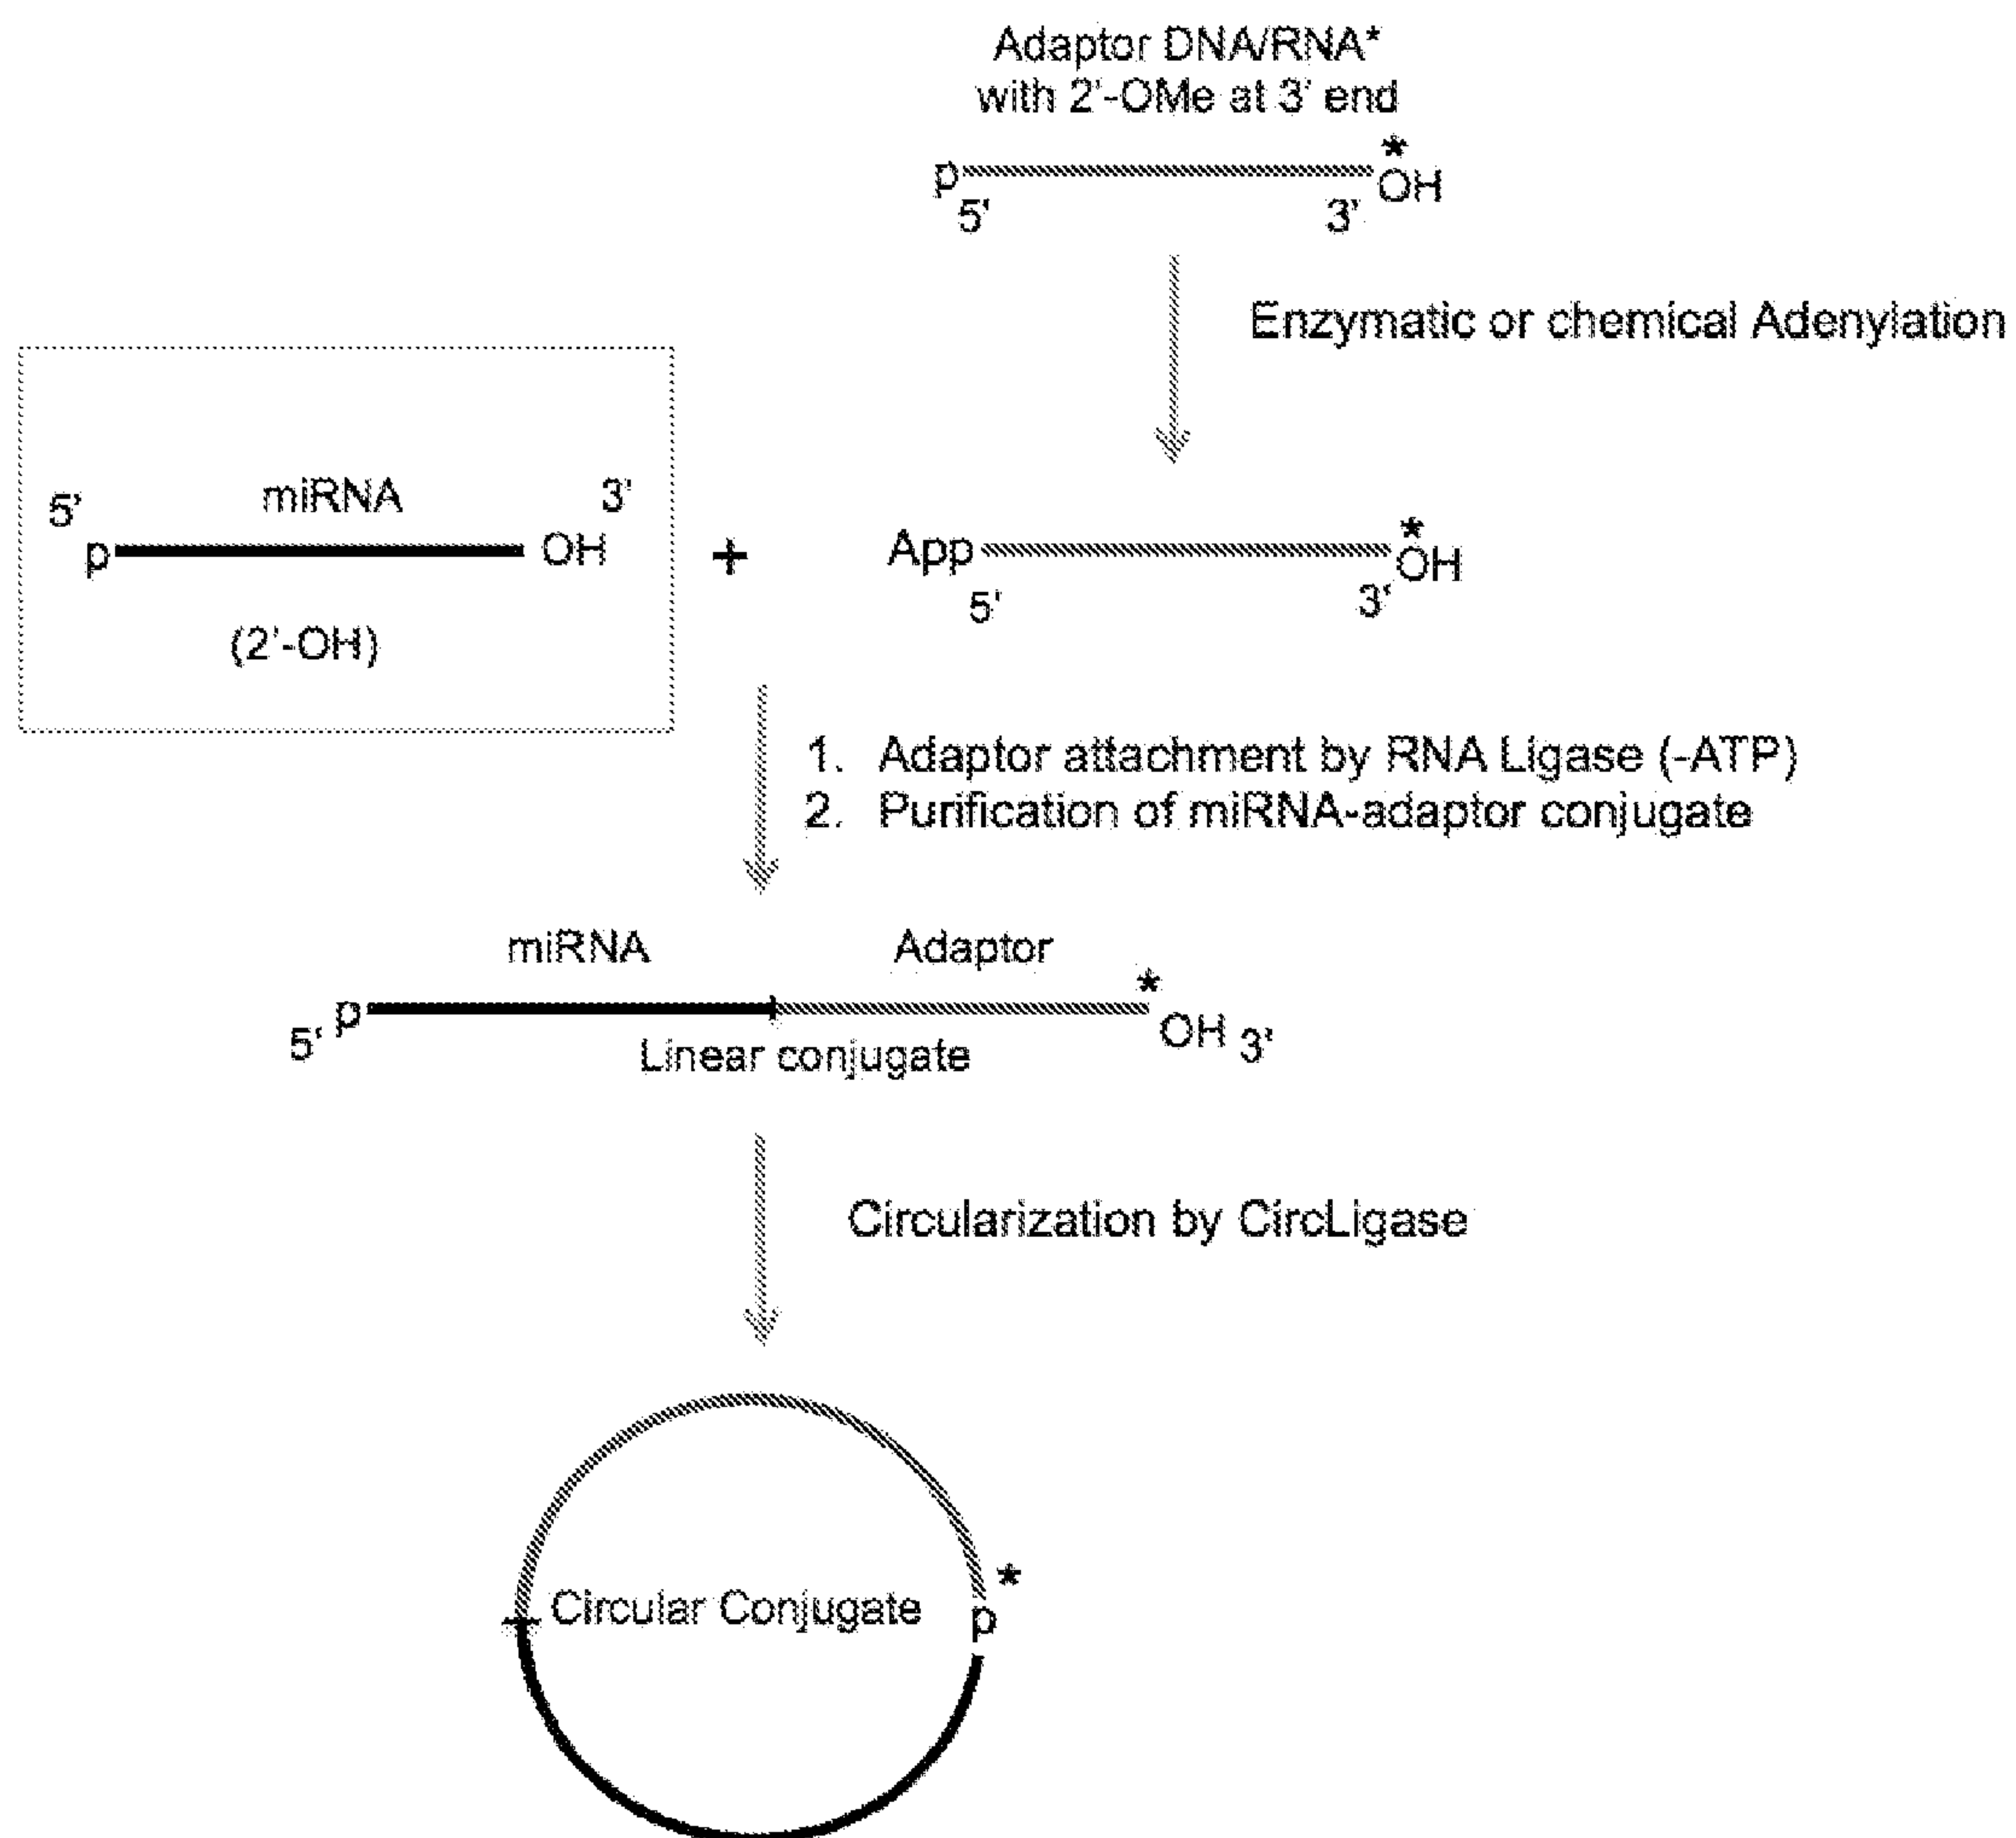 Adaptor DNA/RNA*
with 2'-OMe at 3' end
p
*
OH
5'
3'
Enzymatic or chemical Adenylation
5'
miRNA
3'
p
OH
(2'-OH)
+
App
*
OH
5'
3'
1. Adaptor attachment by RNA Ligase (-ATP)
2. Purification of miRNA-adaptor conjugate
miRNA
Adaptor
*
5'
p
OH
3'
Linear conjugate
Circularization by CircLigase
*
Circular Conjugate
p